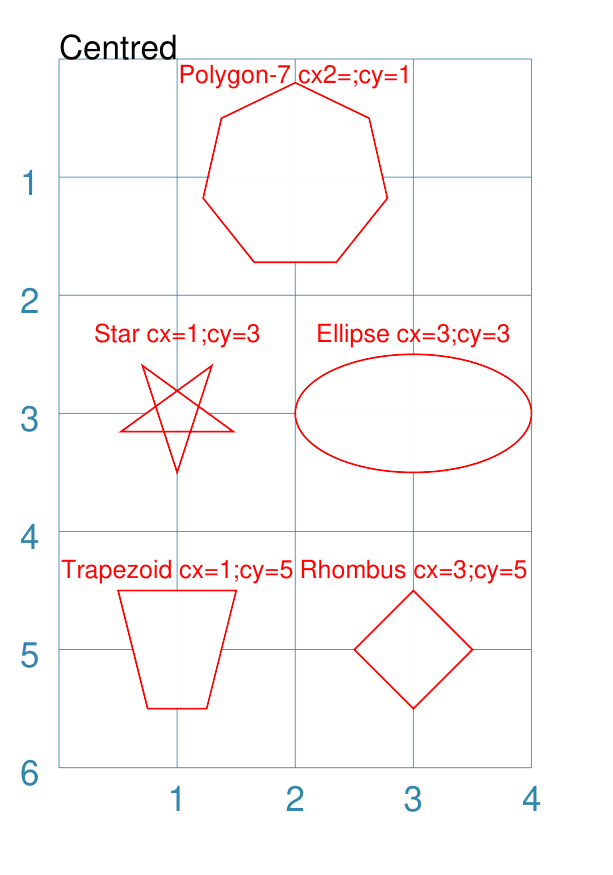 Centred
Polygon-7 cx2=;cy=1
1
2
Star cx=1;cy=3 Ellipse cx=3;cy=3
3
4
Trapezoid cx=1;cy=5 Rhombus cx=3;cy=5
5
6
1 2 3 4